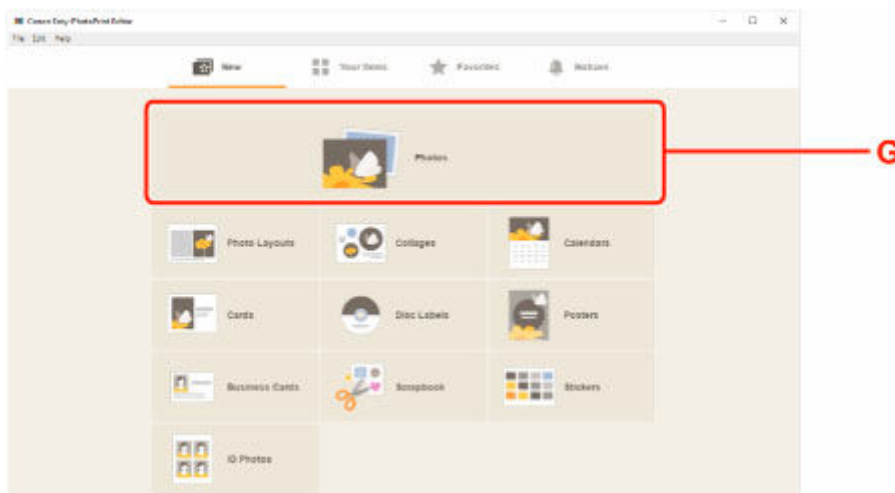 Canon Easy-PhotoPrint Editor
File Edit Help
New Your Items Favorites Notices
Photos
G
Photo Layouts Collages Calendars
Cards Disc Labels Posters
Business Cards Scrapbook Stickers
ID Photos